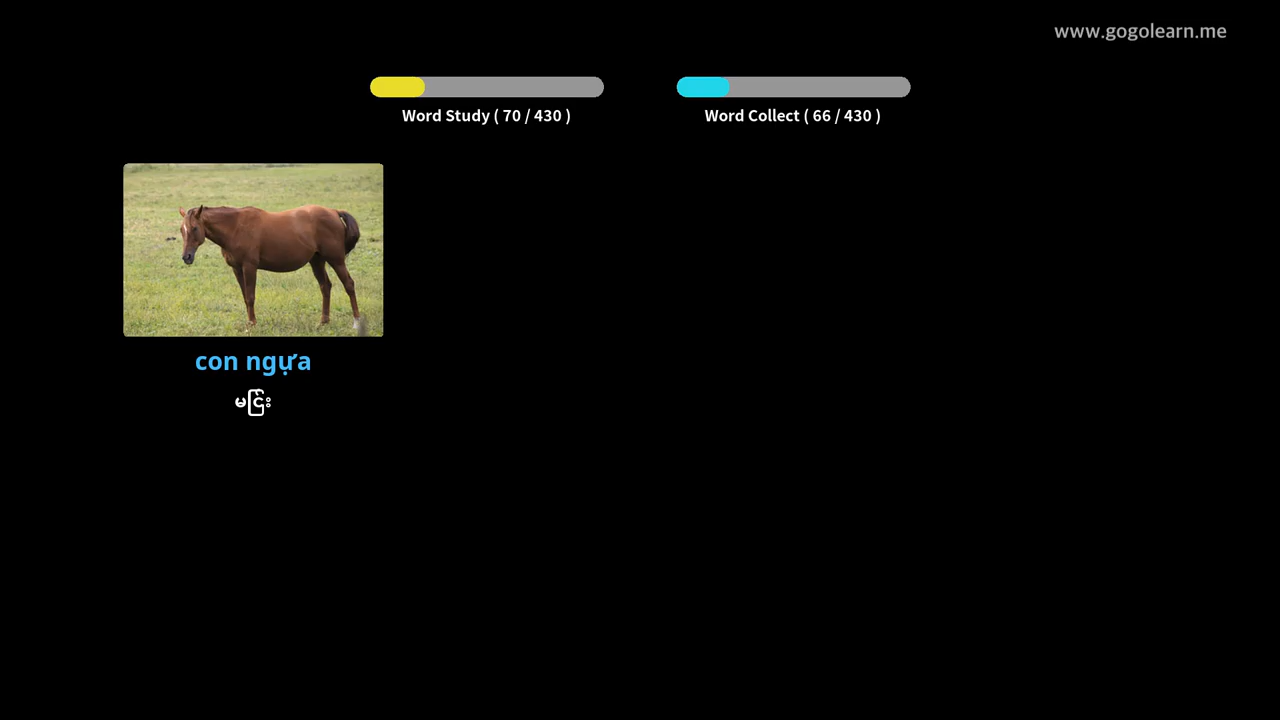 www.gogolearn.me
Word Study ( 70 / 430 )
Word Collect ( 66 / 430 )
con ngựa
မြင်း